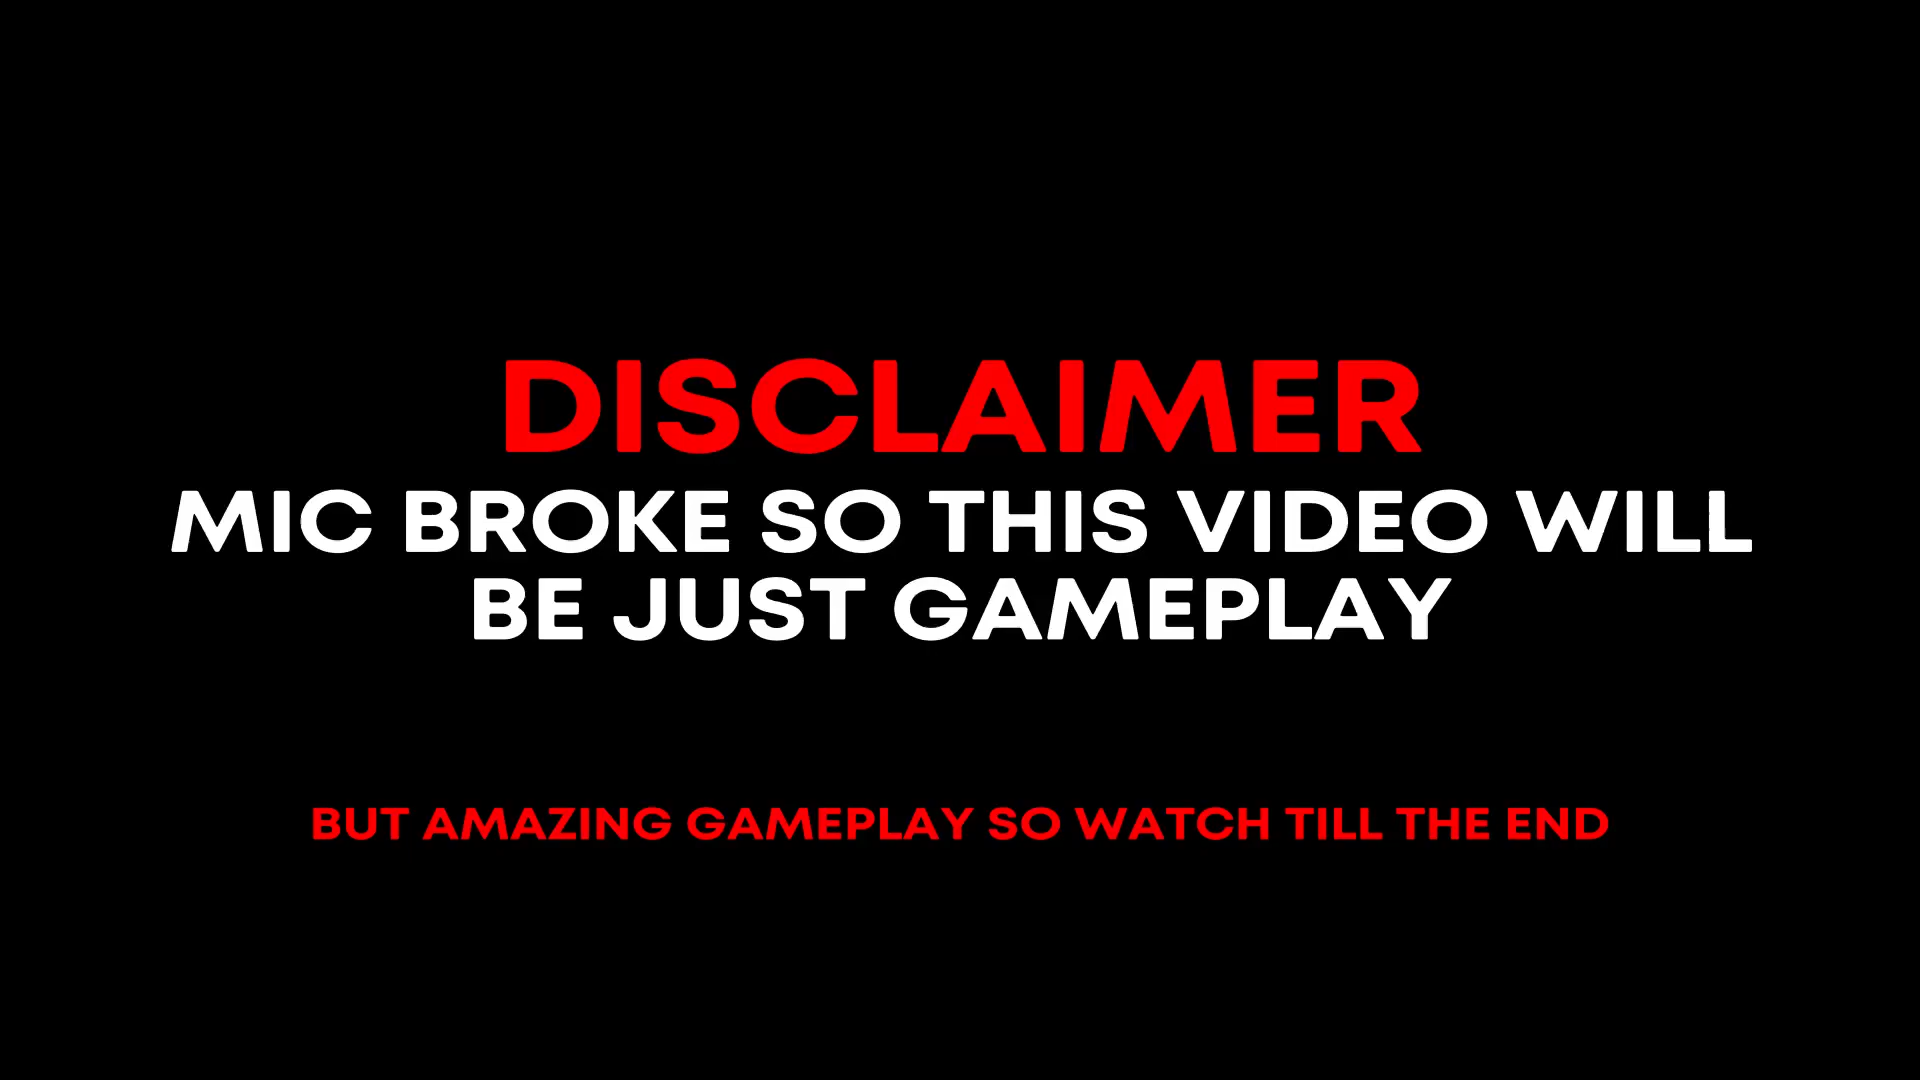 DISCLAIMER
MIC BROKE SO THIS VIDEO WILL
BE JUST GAMEPLAY
BUT AMAZING GAMEPLAY SO WATCH TILL THE END